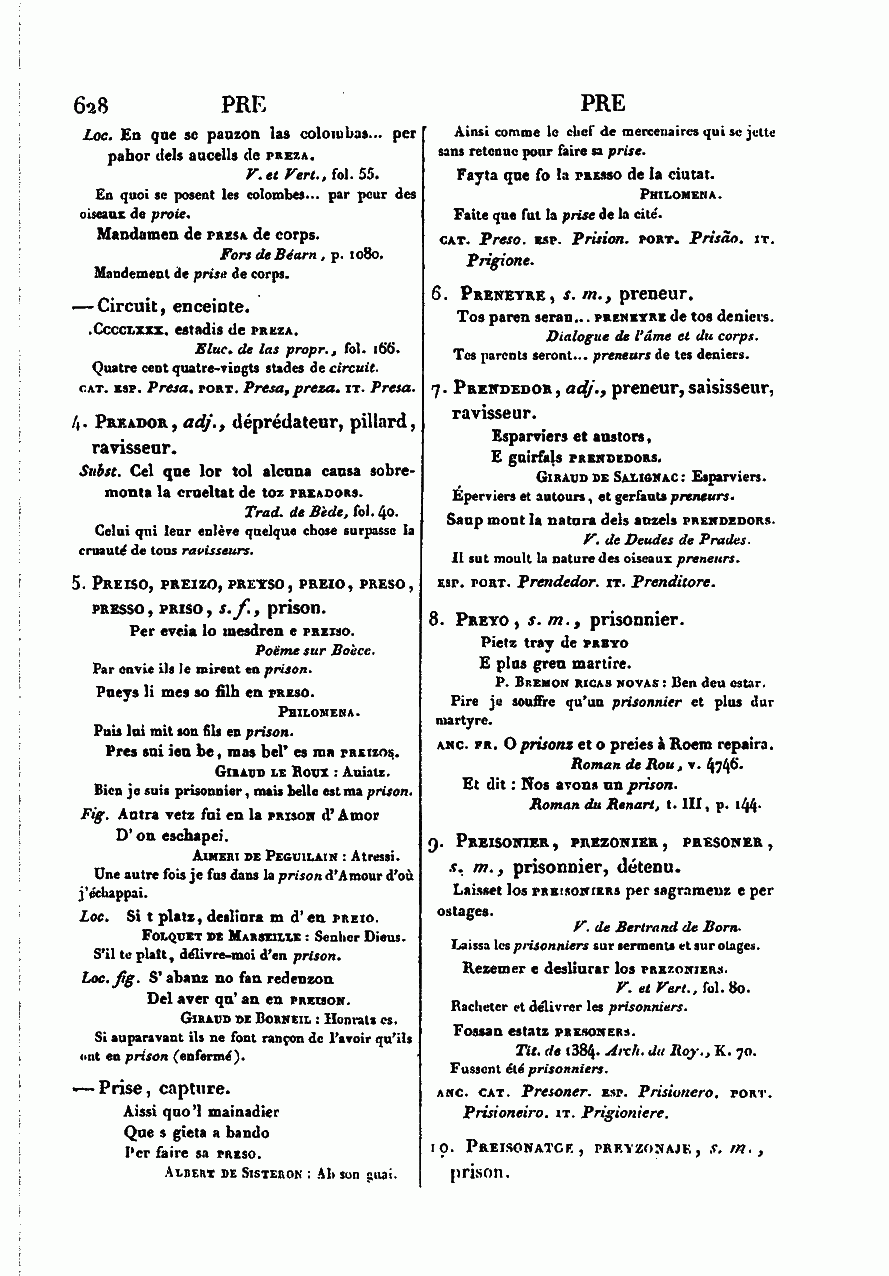 628 PRE PRE
Loc. En que se pauzon las colombas... per
pahor dels aucells de PREZA.
V. et Vert., fol. 55.
En quoi se posent les colombes... par peur des
oiseaux de proie.
Mandamen de PRESA de corps.
Fors de Béarn, p. 1080.
Mandement de prise de corps.
— Circuit, enceinte.
.CCCCLXXX. estadis de PREZA.
Eluc. de las propr., fol. 166.
Quatre cent quatre-vingts stades de circuit.
CAT. ESP. Presa. PORT. Presa, preza. IT. Presa.
4. PREADOR, adj., déprédateur, pillard,
ravisseur.
Subst. Cel que lor tol alcuna causa sobre-
monta la crueltat de toz PREADORS.
Trad. de Bède, fol. 40.
Celui qui leur enlève quelque chose surpasse la
cruauté de tous ravisseurs.
5. PREISO, PREIZO, PREYSO, PREIO, PRESO,
PRESSO, PRISO, s. f., prison.
Per eveia lo mesdren e PREISO.
Poëme sur Boèce.
Par envie ils le mirent en prison.
Pueys li mes so filh en PRESO.
PHILOMENA.
Puis lui mit son fils en prison.
Pres sui ieu be, mas bel' es ma PREIZOS.
GIRAUD LE ROUX : Auiatz.
Bien je suis prisonnier, mais belle est ma prison.
Fig. Autra vetz fui en la PRISON d'Amor
D'on eschapei.
AIMERI DE PEGUILAIN : Atressi.
Une autre fois je fus dans la prison d'Amour d'où
j'échappai.
Loc. Si t platz, desliura m d'en PREIO.
FOLQUET DE MARSEILLE : Senher Dieus.
S'il te plaît, délivre-moi d'en prison.
Loc. fig. S'abanz no fan redenzon
Del aver qu'an en PREISON.
GIRAUD DE BORNEIL : Honratz es.
Si auparavant ils ne font rançon de l'avoir qu'ils
ont en prison (enfermé).
— Prise, capture.
Aissi quo'l mainadier
Que s gieta a bando
Per faire sa PRESO.
ALBERT DE SISTERON : Ab son guai.
Ainsi comme le chef de mercenaires qui se jette
sans retenue pour faire sa prise.
Fayta que fo la PRESSO de la ciutat.
PHILOMENA.
Faite que fut la prise de la cité.
CAT. Preso. ESP. Prision. PORT. Prisão. IT.
Prigione.
6. PRENEYRE, s. m., preneur.
Tos paren seran... PRENEYRE de tos deniers.
Dialogue de l'âme et du corps.
Tes parents seront... preneurs de tes deniers.
7. PRENDEDOR, adj., preneur, saisisseur,
ravisseur.
Esparviers et austors,
E guirfals PRENDEDORS.
GIRAUD DE SALIGNAC : Esparviers.
Éperviers et autours, et gerfauts preneurs.
Saup mont la natura dels auzels PRENDEDORS.
V. de Deudes de Prades.
Il sut moult la nature des oiseaux preneurs.
ESP. PORT. Prendedor. IT. Prenditore.
8. PREYO, s. m., prisonnier.
Pietz tray de PREYO
E plus greu martire.
P. BREMON RICAS NOVAS : Ben deu estar.
Pire je souffre qu'un prisonnier et plus dur
martyre.
ANC. FR. O prisonz et o preies à Roem repaira.
Roman de Rou, v. 4746.
Et dit : Nos avons un prison.
Roman du Renart, t. III, p. 144.
9. PREISONIER, PREZONIER, PRESONER,
s. m., prisonnier, détenu.
Laisset los PREISONIERS per sagramenz e per
ostages.
V. de Bertrand de Born.
Laissa les prisonniers sur serments et sur otages.
Rezemer e desliurar los PREZONIERS.
V. et Vert., fol. 80.
Racheter et délivrer les prisonniers.
Fossan estatz PRESONERS.
Tit. de 1384. Arch. du Roy., K. 70.
Fussent été prisonniers.
ANC. CAT. Presoner. ESP. Prisionero. PORT.
Prisioneiro. IT. Prigioniere.
10. PREISONATGE, PREYZONAJE, s. m.,
prison.